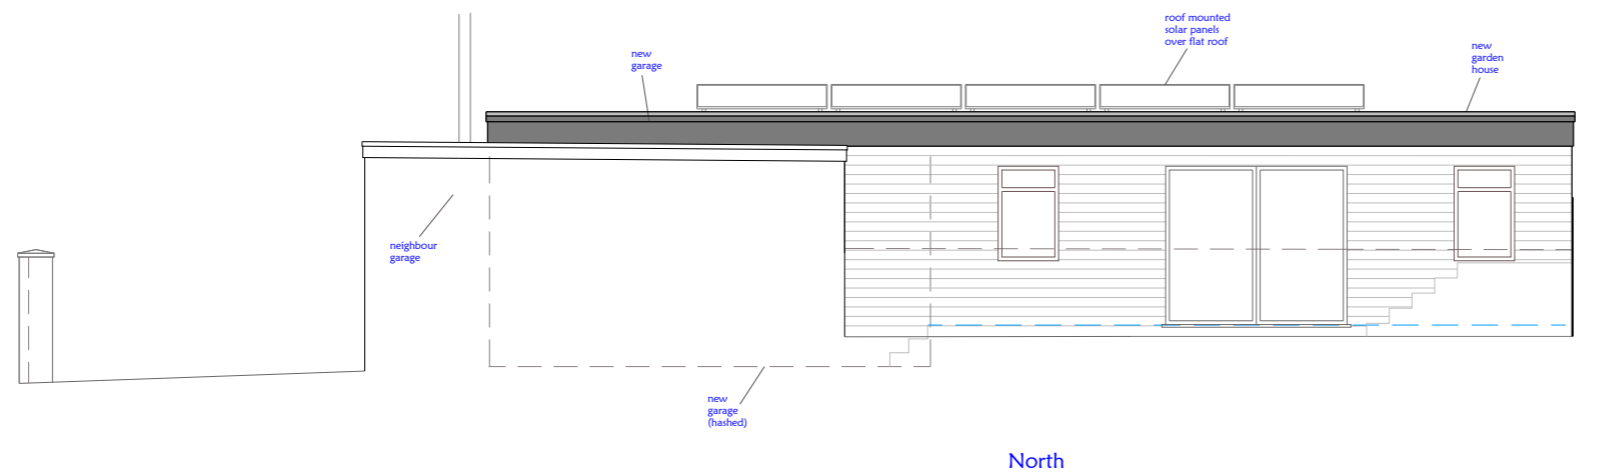 roof mounted
solar panels
over flat roof
new
garden
house
new
garage
neighbour
garage
new
garage
(hashed)
North